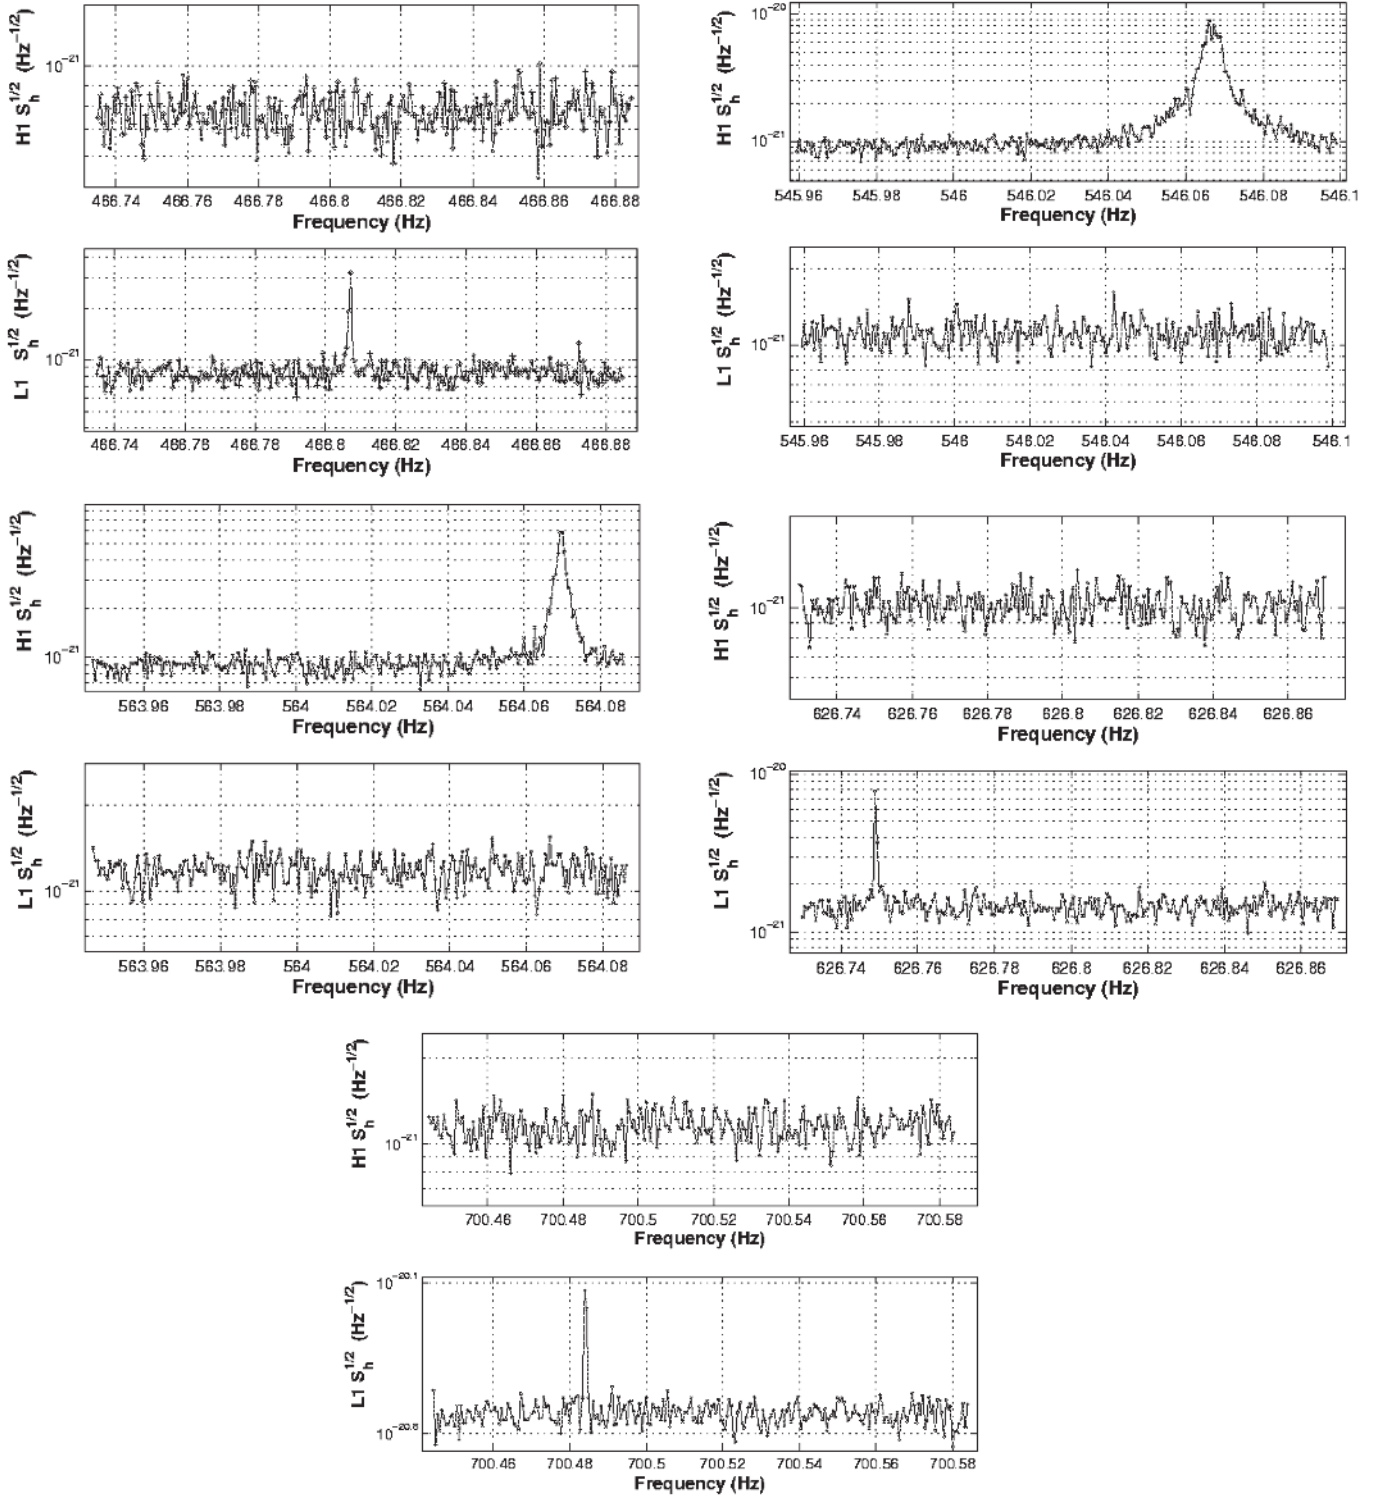 H1 S_h^1/2 (Hz^-1/2)
10^-21
466.74 466.76 466.78 466.8 466.82 466.84 466.86 466.88
Frequency (Hz)
H1 S_h^1/2 (Hz^-1/2)
10^-20
10^-21
545.96 545.98 546 546.02 546.04 546.06 546.08 546.1
Frequency (Hz)
L1 S_h^1/2 (Hz^-1/2)
10^-21
466.74 466.76 466.78 466.8 466.82 466.84 466.86 466.88
Frequency (Hz)
L1 S_h^1/2 (Hz^-1/2)
10^-21
545.96 545.98 546 546.02 546.04 546.06 546.08 546.1
Frequency (Hz)
H1 S_h^1/2 (Hz^-1/2)
10^-21
563.96 563.98 564 564.02 564.04 564.06 564.08
Frequency (Hz)
H1 S_h^1/2 (Hz^-1/2)
10^-21
626.74 626.76 626.78 626.8 626.82 626.84 626.86
Frequency (Hz)
L1 S_h^1/2 (Hz^-1/2)
10^-21
563.96 563.98 564 564.02 564.04 564.06 564.08
Frequency (Hz)
L1 S_h^1/2 (Hz^-1/2)
10^-20
10^-21
626.74 626.76 626.78 626.8 626.82 626.84 626.86
Frequency (Hz)
H1 S_h^1/2 (Hz^-1/2)
10^-21
700.46 700.48 700.5 700.52 700.54 700.56 700.58
Frequency (Hz)
L1 S_h^1/2 (Hz^-1/2)
10^-20.1
10^-20.8
700.46 700.48 700.5 700.52 700.54 700.56 700.58
Frequency (Hz)